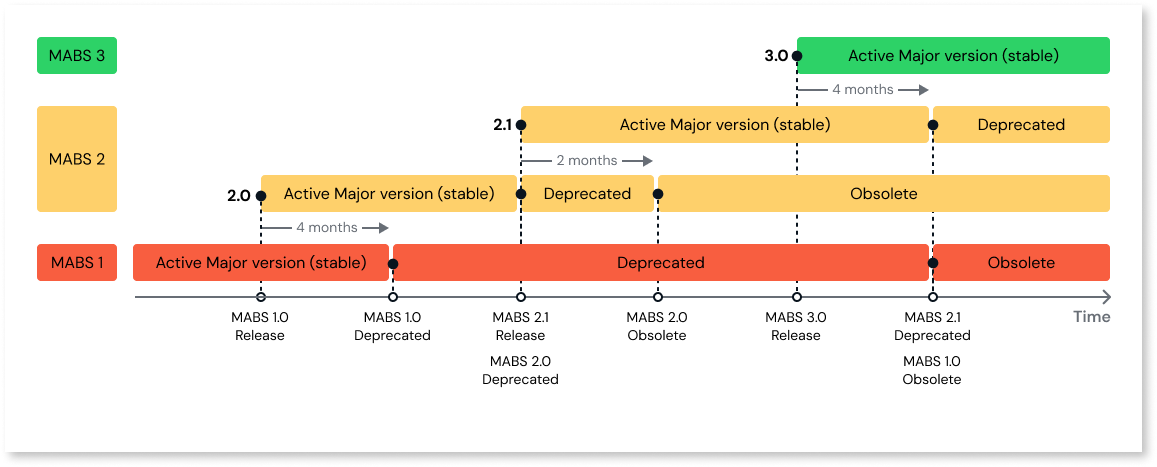 MABS 3
3.0
Active Major version (stable)
4 months
MABS 2
2.1
Active Major version (stable)
Deprecated
2 months
2.0
Active Major version (stable)
Deprecated
Obsolete
4 months
MABS 1
Active Major version (stable)
Deprecated
Obsolete
MABS 1.0
Release
MABS 1.0
Deprecated
MABS 2.1
Release
MABS 2.0
Deprecated
MABS 2.0
Obsolete
MABS 3.0
Release
MABS 2.1
Deprecated
MABS 1.0
Obsolete
Time